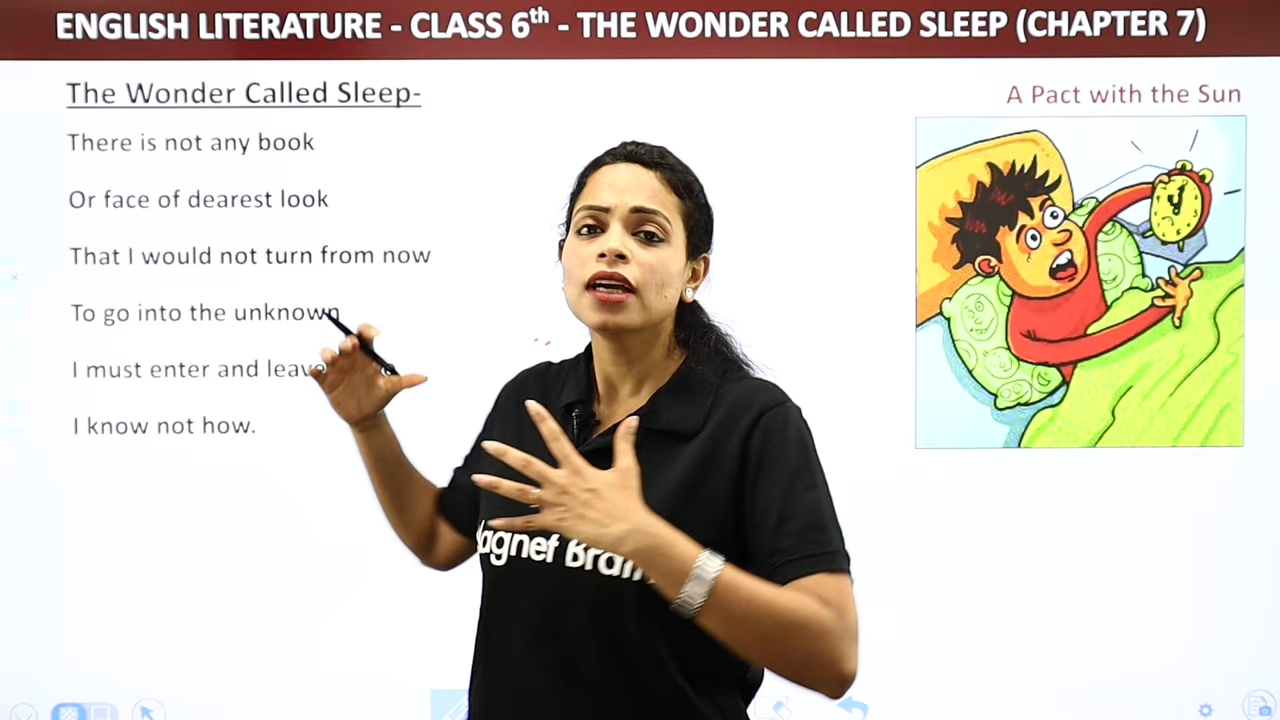 ENGLISH LITERATURE - CLASS 6th - THE WONDER CALLED SLEEP (CHAPTER 7)
The Wonder Called Sleep-
A Pact with the Sun
There is not any book
Or face of dearest look
That I would not turn from now
To go into the unknown
I must enter and leave
I know not how.